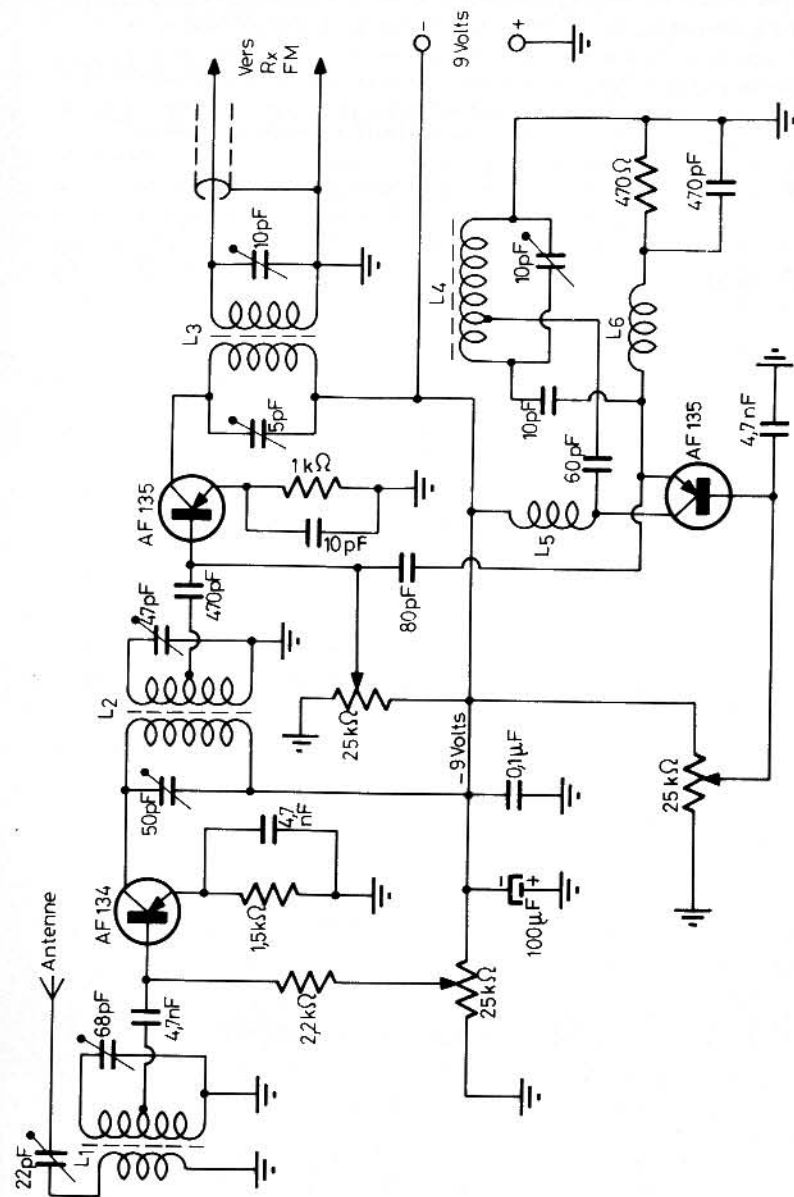 Antenne
22pF
L1
68pF
4,7nF
AF 134
2,2kΩ
25kΩ
1,5kΩ
4,7
nF
50pF
L2
47pF
470pF
AF 135
25kΩ
80pF
1kΩ
10pF
5pF
L3
10pF
Vers
Rx
FM
-
9 Volts
+
- 9 Volts
-
+
100µF
0,1µF
25kΩ
L5
60pF
10pF
L4
10pF
L6
470Ω
470pF
AF 135
4,7nF